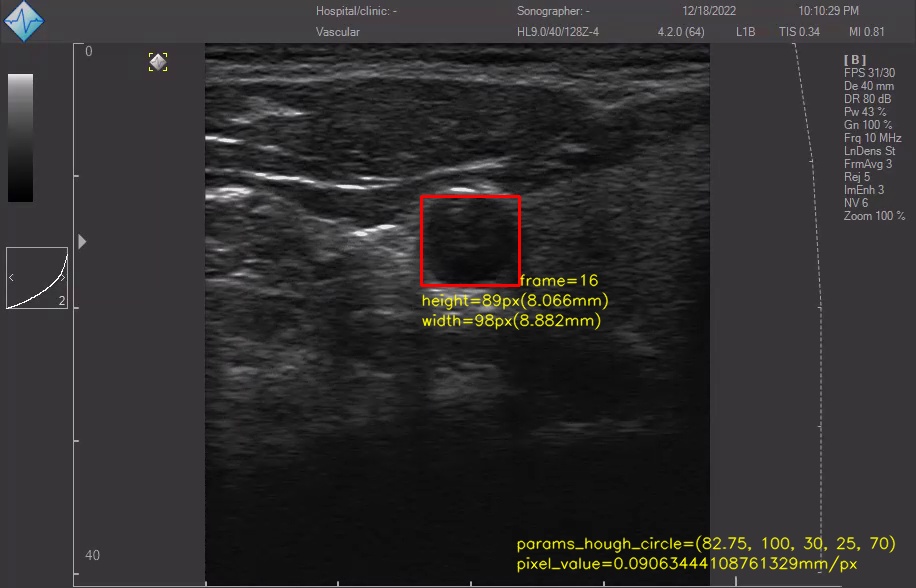 Hospital/clinic: - Sonographer: - 12/18/2022 10:10:29 PM
Vascular HL9.0/40/128Z-4 4.2.0 (64) L1B TIS 0.34 MI 0.81
0
[ B ]
FPS 31/30
De 40 mm
DR 80 dB
Pw 43 %
Gn 100 %
Frq 10 MHz
LnDens St
FrmAvg 3
Rej 5
ImEnh 3
NV 6
Zoom 100 %
2
frame=16
height=89px(8.066mm)
width=98px(8.882mm)
params_hough_circle=(82.75, 100, 30, 25, 70)
40
pixel_value=0.09063444108761329mm/px